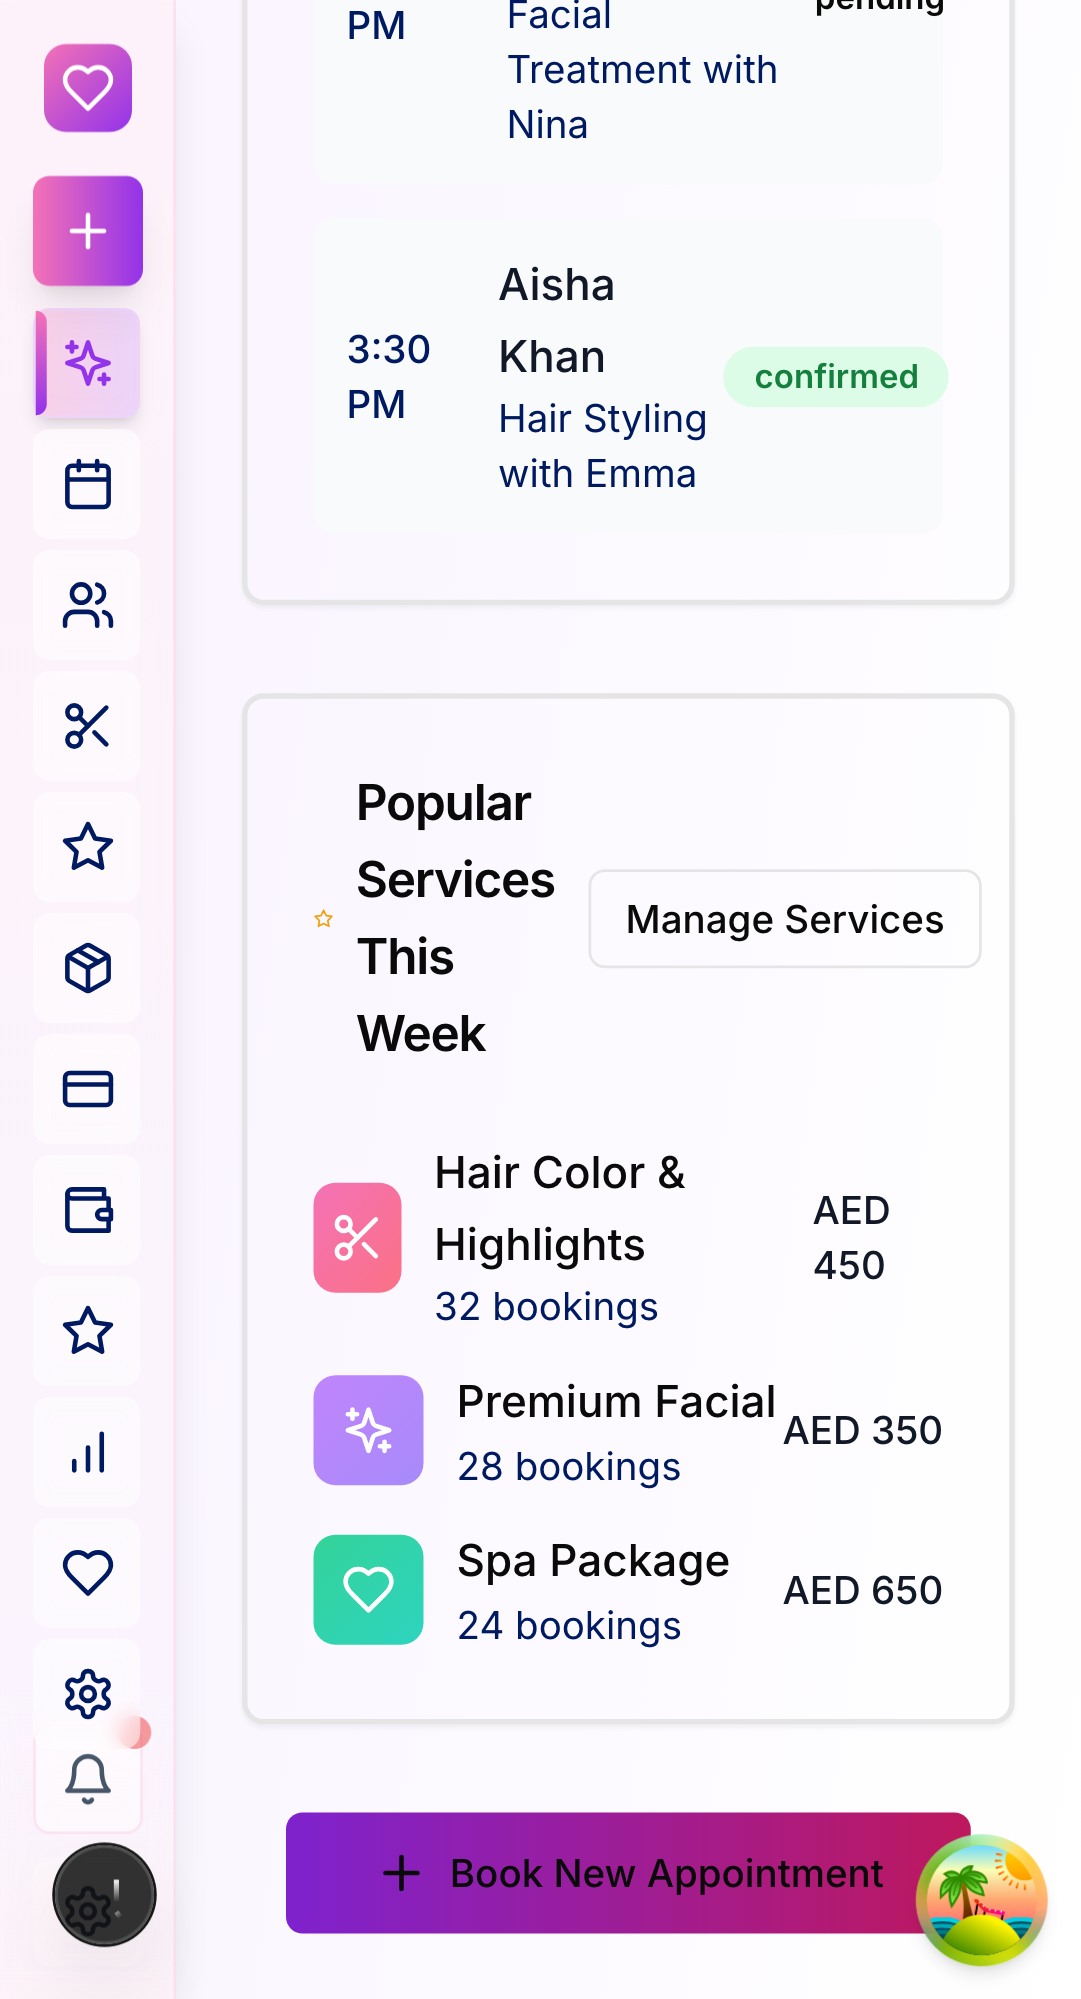 PM
Facial
pending
Treatment with
Nina
3:30
PM
Aisha
Khan
Hair Styling
with Emma
confirmed
Popular
Services
This
Week
Manage Services
Hair Color &
Highlights
32 bookings
AED
450
Premium Facial
28 bookings
AED 350
Spa Package
24 bookings
AED 650
Book New Appointment
!